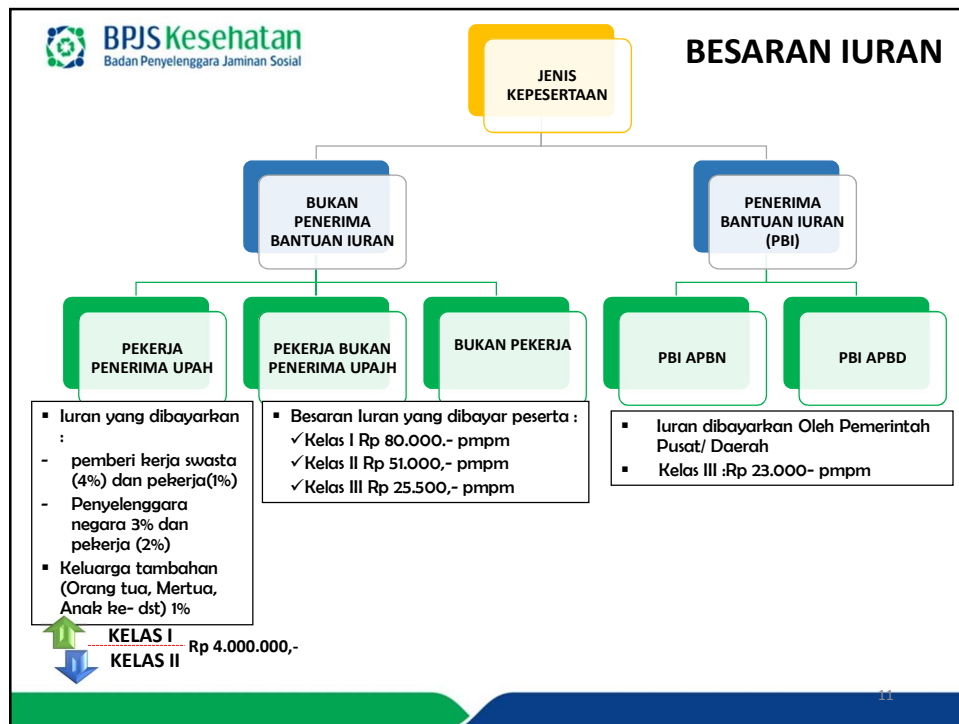 BPJS Kesehatan
Badan Penyelenggara Jaminan Sosial
BESARAN IURAN
JENIS
KEPESERTAAN
BUKAN
PENERIMA
BANTUAN IURAN
PENERIMA
BANTUAN IURAN
(PBI)
PEKERJA
PENERIMA UPAH
PEKERJA BUKAN
PENERIMA UPAJH
BUKAN PEKERJA
PBI APBN
PBI APBD
▪ Iuran yang dibayarkan
:
- pemberi kerja swasta
(4%) dan pekerja(1%)
- Penyelenggara
negara 3% dan
pekerja (2%)
▪ Keluarga tambahan
(Orang tua, Mertua,
Anak ke- dst) 1%
▪ Besaran Iuran yang dibayar peserta :
✓Kelas I Rp 80.000.- pmpm
✓Kelas II Rp 51.000,- pmpm
✓Kelas III Rp 25.500,- pmpm
▪ Iuran dibayarkan Oleh Pemerintah
Pusat/ Daerah
▪ Kelas III :Rp 23.000- pmpm
KELAS I
Rp 4.000.000,-
KELAS II
11